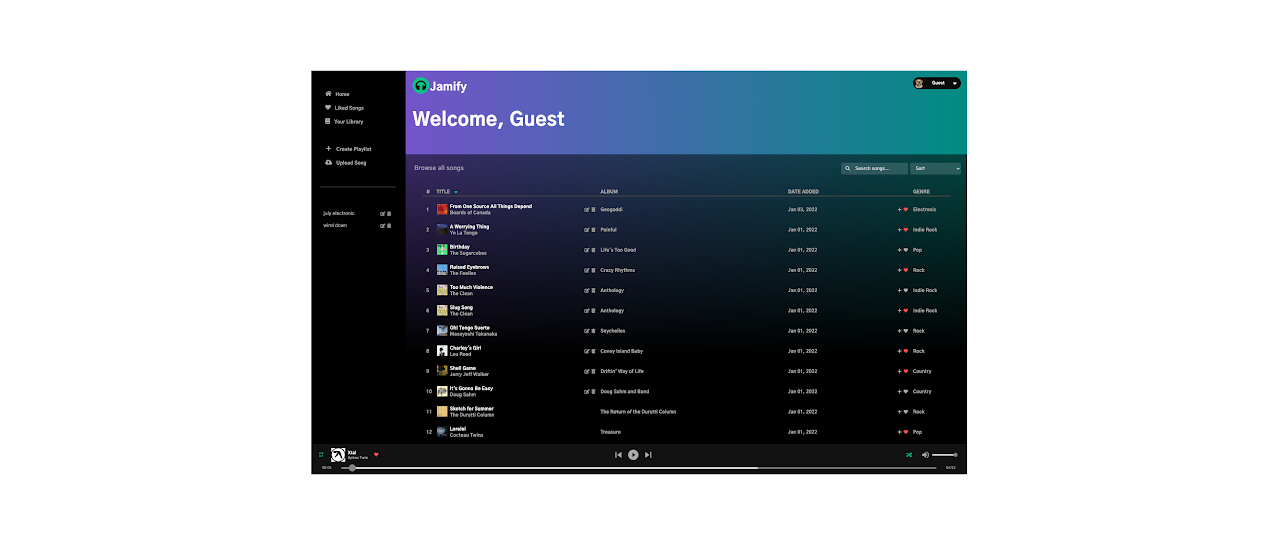 Home
Liked Songs
Your Library
Create Playlist
Upload Song
july electronic
wind down
Jamify
Guest
Welcome, Guest
Browse all songs
Search songs...
Sort
# TITLE ALBUM DATE ADDED GENRE
1 From One Source All Things Depend Geogaddi Jan 03, 2022 Electronic
Boards of Canada
2 A Worrying Thing Painful Jan 01, 2022 Indie Rock
Yo La Tengo
3 Birthday Life's Too Good Jan 01, 2022 Pop
The Sugarcubes
4 Raised Eyebrows Crazy Rhythms Jan 01, 2022 Rock
The Feelies
5 Too Much Violence Anthology Jan 01, 2022 Indie Rock
The Clean
6 Slug Song Anthology Jan 01, 2022 Indie Rock
The Clean
7 Oh! Tengo Suerte Seychelles Jan 01, 2022 Rock
Masayoshi Takanaka
8 Charley's Girl Coney Island Baby Jan 01, 2022 Rock
Lou Reed
9 Shell Game Driftin' Way of Life Jan 01, 2022 Country
Jerry Jeff Walker
10 It's Gonna Be Easy Doug Sahm and Band Jan 01, 2022 Country
Doug Sahm
11 Sketch for Summer The Return of the Durutti Column Jan 01, 2022 Rock
The Durutti Column
12 Lorelei Treasure Jan 01, 2022 Pop
Cocteau Twins
Xtal
Aphex Twin
00:05
04:53